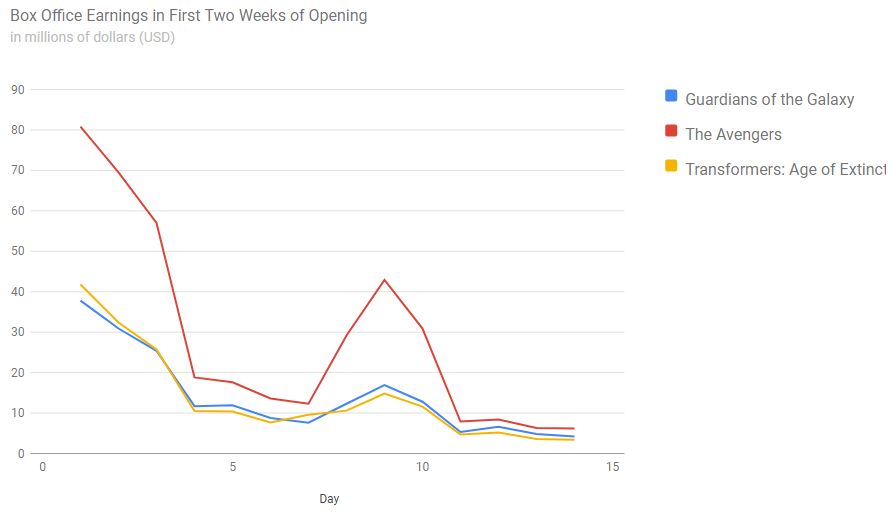 Box Office Earnings in First Two Weeks of Opening
in millions of dollars (USD)
90
80
70
60
50
40
30
20
10
0
0 5 10 15
Day
Guardians of the Galaxy
The Avengers
Transformers: Age of Extinct